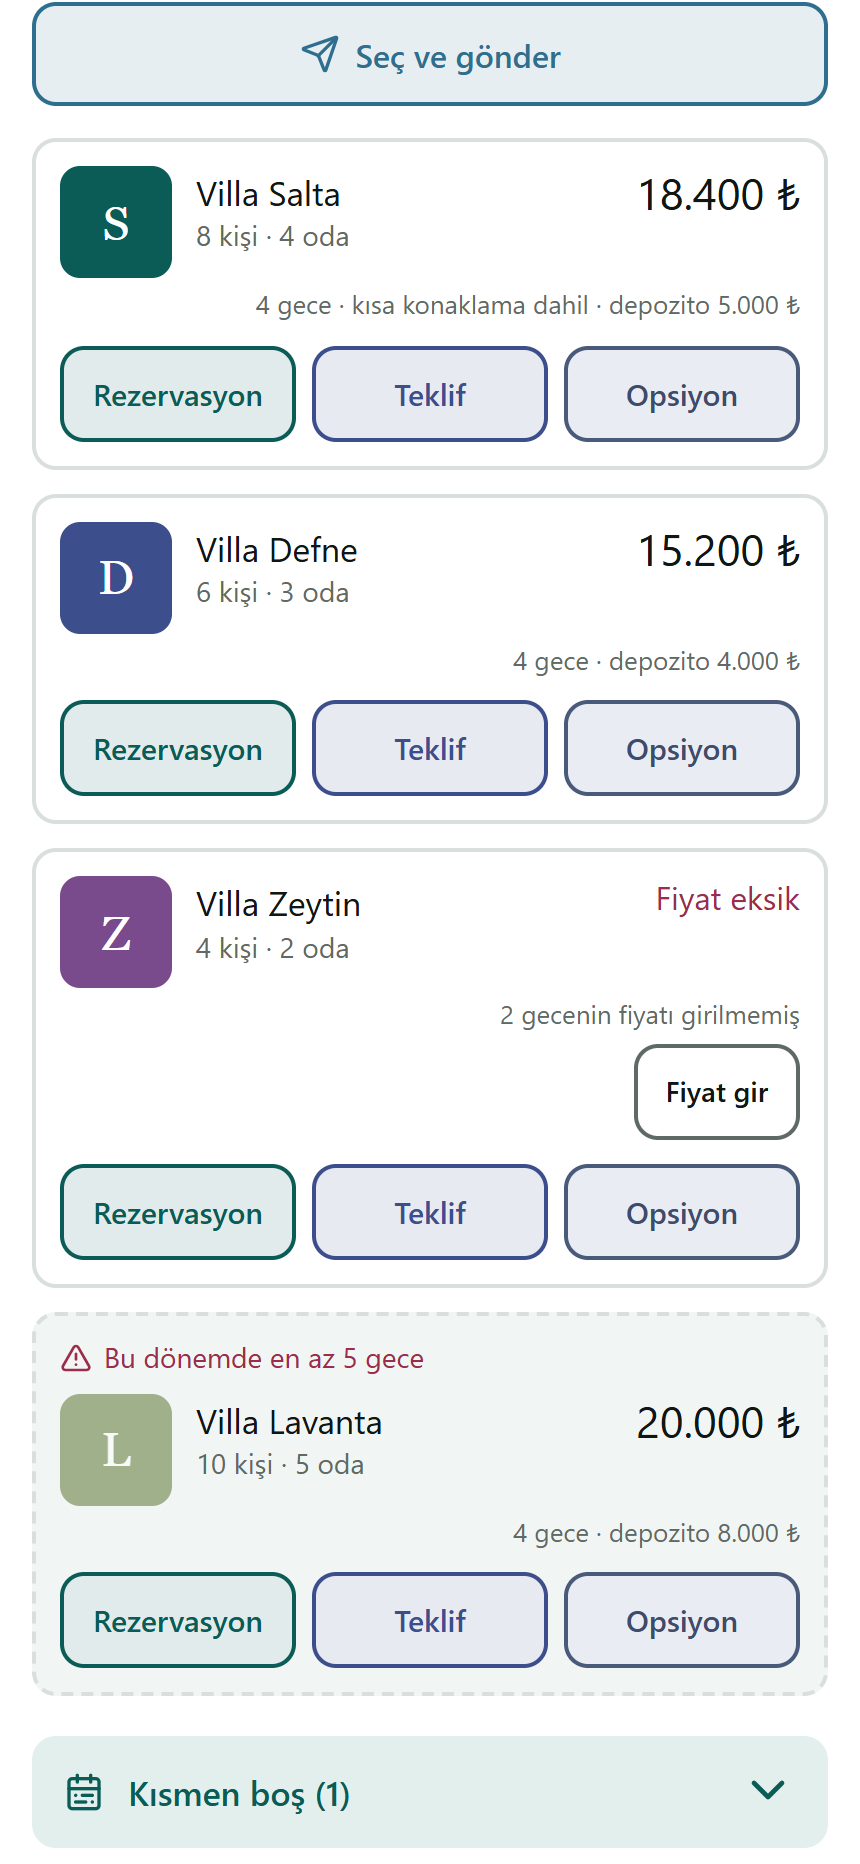 Seç ve gönder
S
Villa Salta
18.400 ₺
8 kişi · 4 oda
4 gece · kısa konaklama dahil · depozito 5.000 ₺
Rezervasyon
Teklif
Opsiyon
D
Villa Defne
15.200 ₺
6 kişi · 3 oda
4 gece · depozito 4.000 ₺
Rezervasyon
Teklif
Opsiyon
Z
Villa Zeytin
Fiyat eksik
4 kişi · 2 oda
2 gecenin fiyatı girilmemiş
Fiyat gir
Rezervasyon
Teklif
Opsiyon
Bu dönemde en az 5 gece
L
Villa Lavanta
20.000 ₺
10 kişi · 5 oda
4 gece · depozito 8.000 ₺
Rezervasyon
Teklif
Opsiyon
Kısmen boş (1)